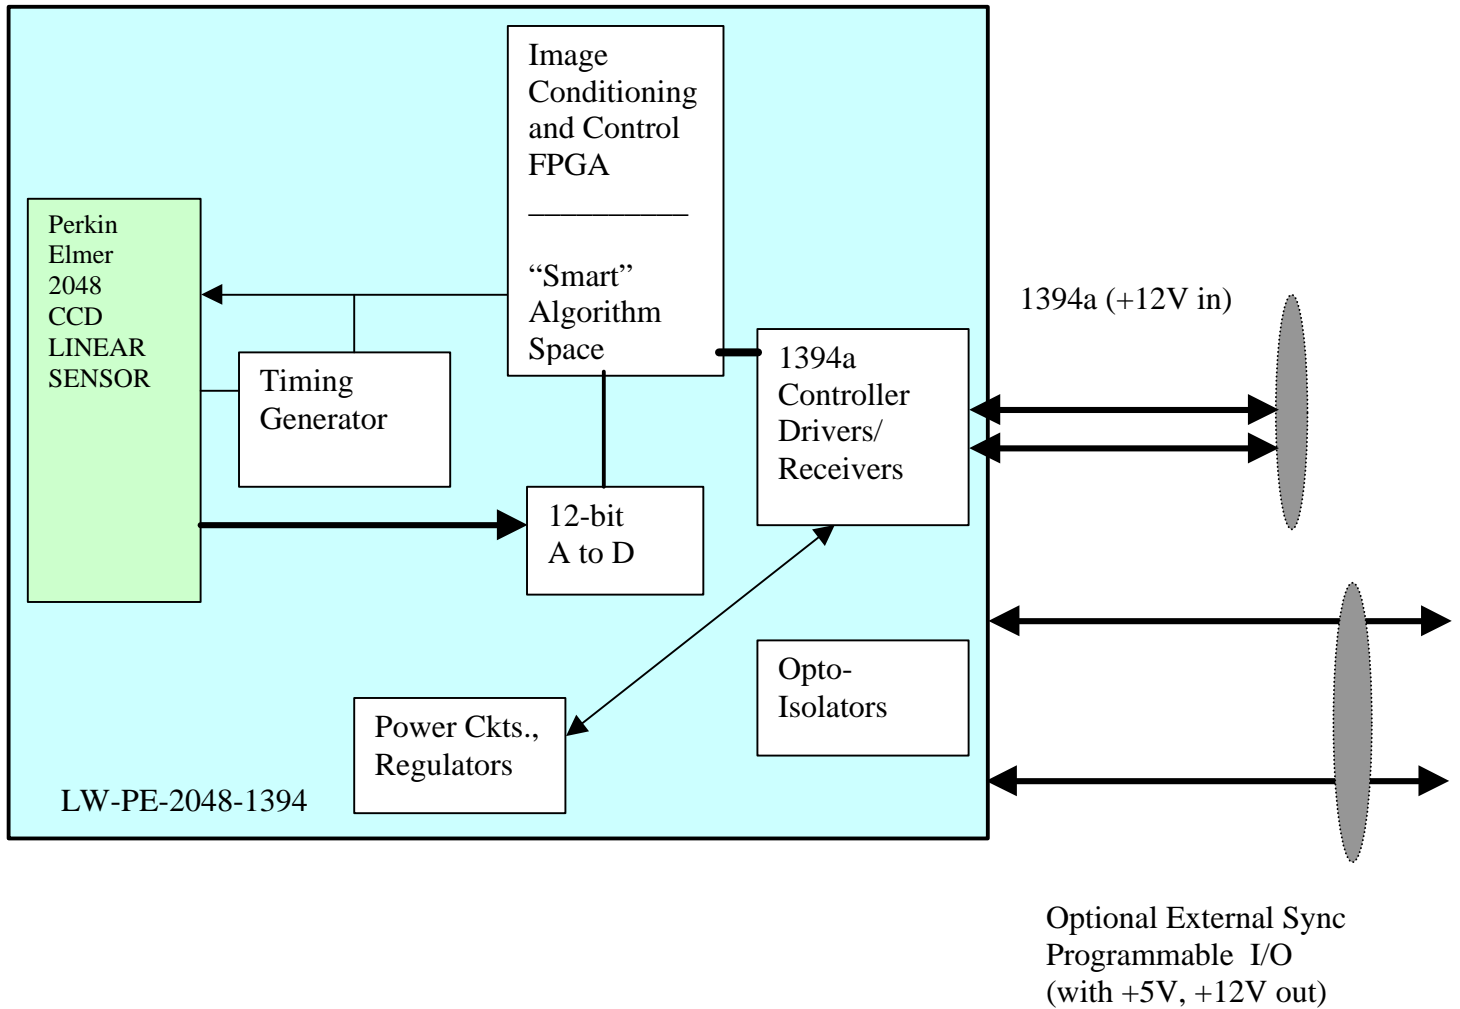 Image
Conditioning
and Control
FPGA
__________
“Smart”
Algorithm
Space
Perkin
Elmer
2048
CCD
LINEAR
SENSOR
Timing
Generator
12-bit
A to D
1394a
Controller
Drivers/
Receivers
1394a (+12V in)
Opto-
Isolators
Power Ckts.,
Regulators
LW-PE-2048-1394
Optional External Sync
Programmable I/O
(with +5V, +12V out)